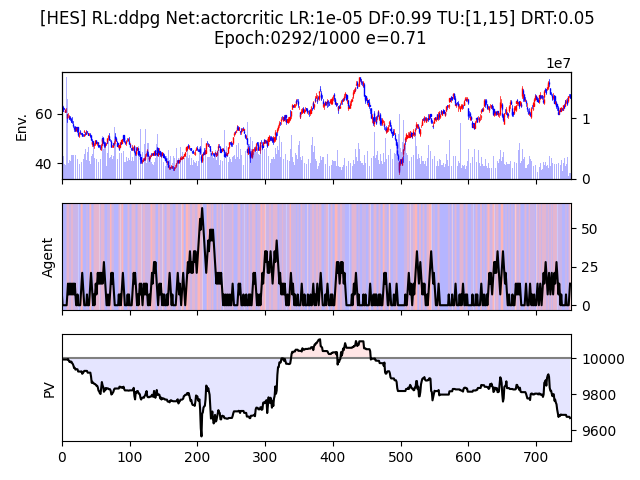 [HES] RL:ddpg Net:actorcritic LR:1e-05 DF:0.99 TU:[1,15] DRT:0.05
Epoch:0292/1000 e=0.71
1e7
Env.
60
40
1
0
Agent
50
25
0
PV
10000
9800
9600
0 100 200 300 400 500 600 700